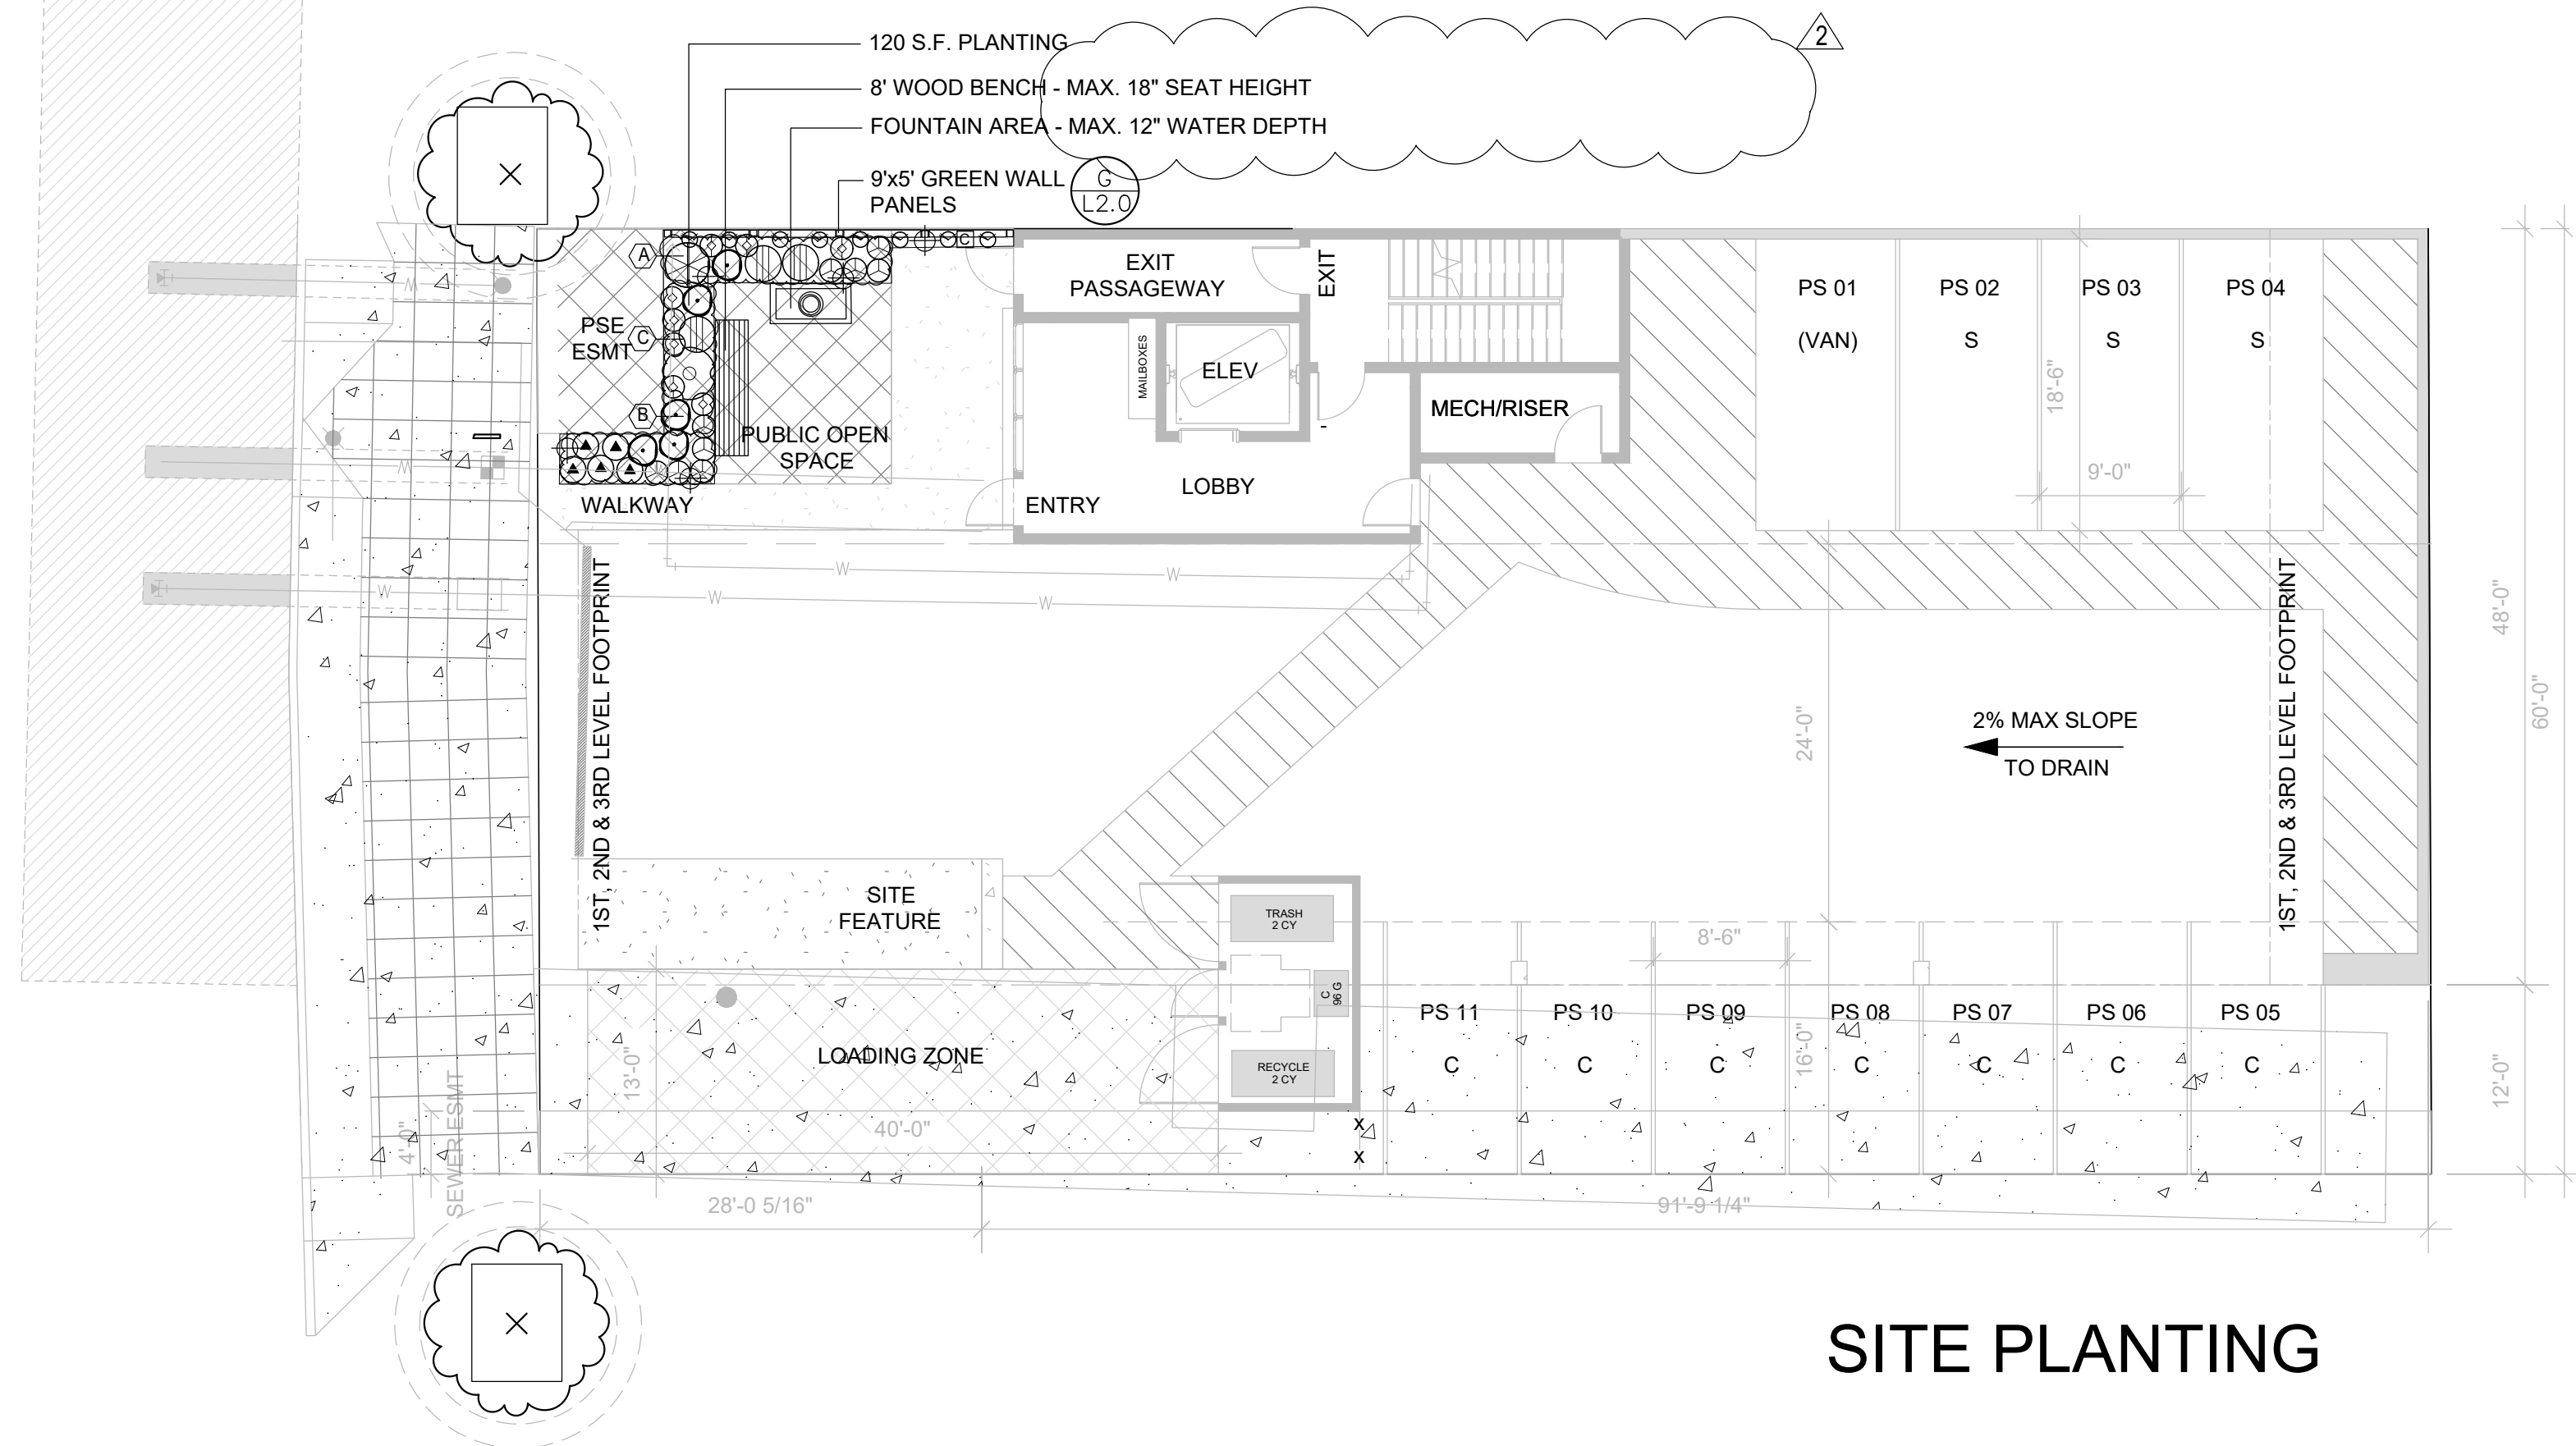 120 S.F. PLANTING
2
8' WOOD BENCH - MAX. 18" SEAT HEIGHT
FOUNTAIN AREA - MAX. 12" WATER DEPTH
9'x5' GREEN WALL
PANELS
G
L2.0
A
C
EXIT
PASSAGEWAY
EXIT
PS 01
(VAN)
PS 02
S
PS 03
S
PS 04
S
W
PSE
ESMT
C
MAILBOXES
ELEV
18'-6"
B
MECH/RISER
PUBLIC OPEN
SPACE
W
9'-0"
LOBBY
WALKWAY
ENTRY
W
W
W
W
W
48'-0"
60'-0"
1ST, 2ND & 3RD LEVEL FOOTPRINT
1ST, 2ND & 3RD LEVEL FOOTPRINT
24'-0"
2% MAX SLOPE
TO DRAIN
SITE
FEATURE
TRASH
2 CY
8'-6"
C
96 G
PS 11
C
PS 10
C
PS 09
C
PS 08
C
PS 07
C
PS 06
C
PS 05
C
LOADING ZONE
13'-0"
16'-0"
RECYCLE
2 CY
12'-0"
40'-0"
X
X
4'-0"
SEWER ESMT
28'-0 5/16"
91'-9 1/4"
SITE PLANTING